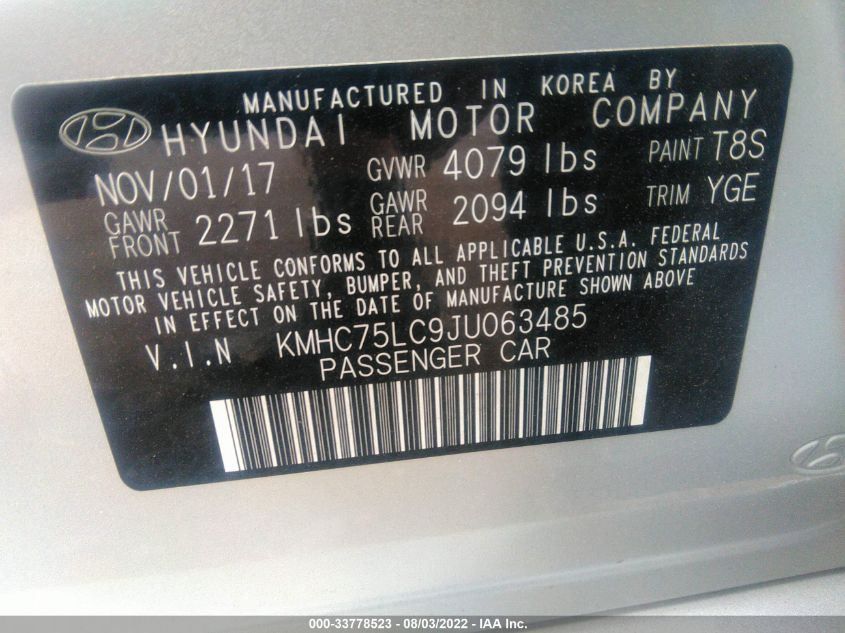 MANUFACTURED IN KOREA BY
HYUNDAI MOTOR COMPANY
NOV/01/17 GVWR 4079 lbs PAINT T8S
GAWR FRONT 2271 lbs GAWR REAR 2094 lbs TRIM YGE
THIS VEHICLE CONFORMS TO ALL APPLICABLE U.S.A. FEDERAL
MOTOR VEHICLE SAFETY, BUMPER, AND THEFT PREVENTION STANDARDS
IN EFFECT ON THE DATE OF MANUFACTURE SHOWN ABOVE
V.I.N KMHC75LC9JU063485
PASSENGER CAR
000-33778523 - 08/03/2022 - IAA Inc.